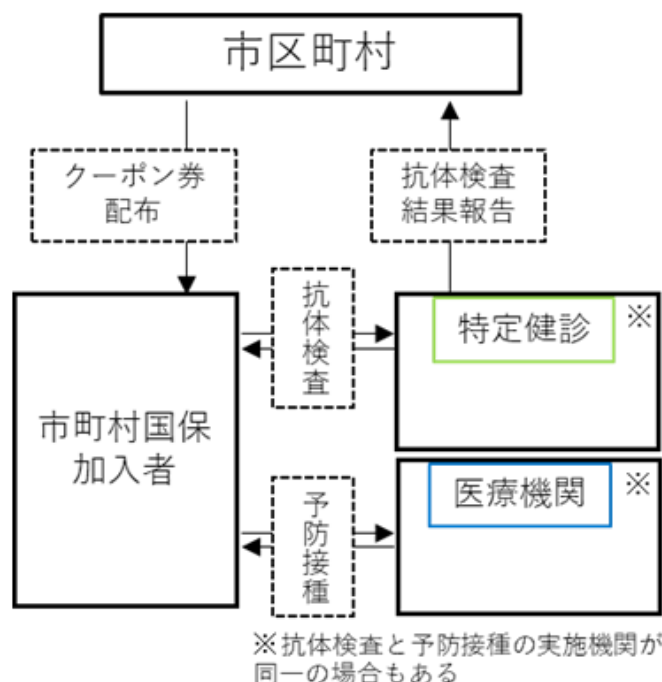 市区町村
クーポン券
配布
抗体検査
結果報告
抗体検査
特定健診
※
市町村国保
加入者
予防接種
医療機関
※
※抗体検査と予防接種の実施機関が
同一の場合もある